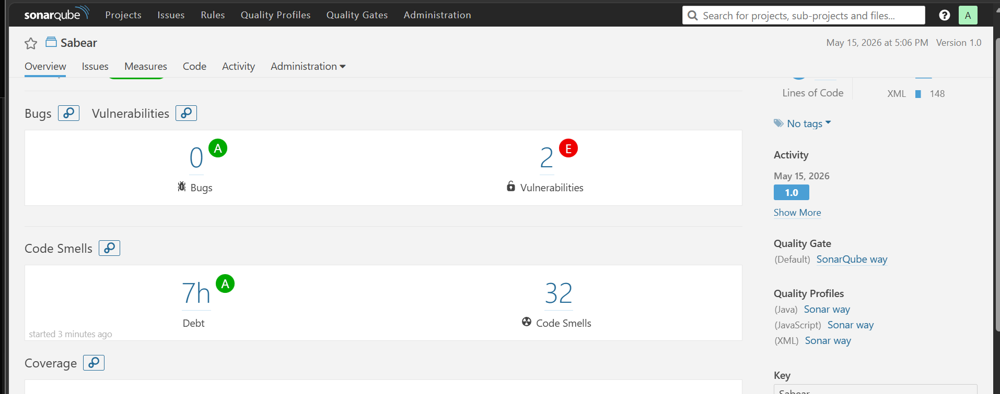 sonarqube Projects Issues Rules Quality Profiles Quality Gates Administration Search for projects, sub-projects and files... ? A
Sabear May 15, 2026 at 5:06 PM Version 1.0
Overview Issues Measures Code Activity Administration
Lines of Code XML 148
Bugs Vulnerabilities
No tags
0 A
Bugs
2 E
Vulnerabilities
Activity
May 15, 2026
1.0
Show More
Code Smells
7h A
Debt
started 3 minutes ago
32
Code Smells
Quality Gate
(Default) SonarQube way
Quality Profiles
(Java) Sonar way
(JavaScript) Sonar way
(XML) Sonar way
Coverage
Key
Sabear